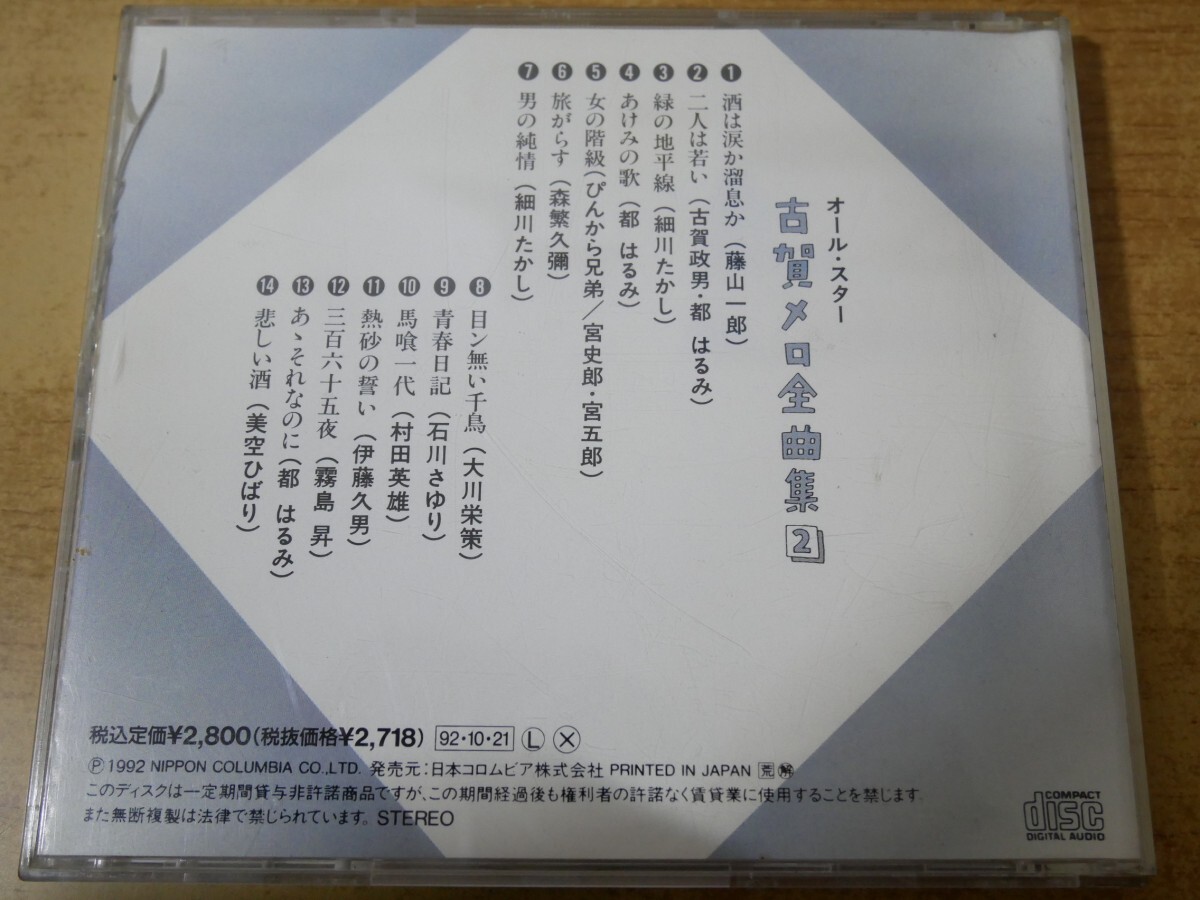 オール・スター
古賀メロ全曲集2
❶ 酒は涙か溜息か(藤山一郎)
❷ 二人は若い(古賀政男・都 はるみ)
❸ 緑の地平線(細川たかし)
❹ あけみの歌(都 はるみ)
❺ 女の階級(ぴんから兄弟/宮史郎・宮五郎)
❻ 旅がらす(森繁久彌)
❼ 男の純情(細川たかし)
❽ 目ン無い千鳥(大川栄策)
❾ 青春日記(石川さゆり)
❿ 馬喰一代(村田英雄)
⓫ 熱砂の誓い(伊藤久男)
⓬ 三百六十五夜(霧島 昇)
⓭ あゝそれなのに(都 はるみ)
⓮ 悲しい酒(美空ひばり)
税込定価¥2,800(税抜価格¥2,718) 92・10・21 Ⓛ Ⓧ
Ⓟ1992 NIPPON COLUMBIA CO.,LTD. 発売元:日本コロムビア株式会社 PRINTED IN JAPAN 荒 解
このディスクは一定期間貸与非許諾商品ですが、この期間経過後も権利者の許諾なく賃貸業に使用することを禁じます。
また無断複製は法律で禁じられています。STEREO
COMPACT
disc
DIGITAL AUDIO